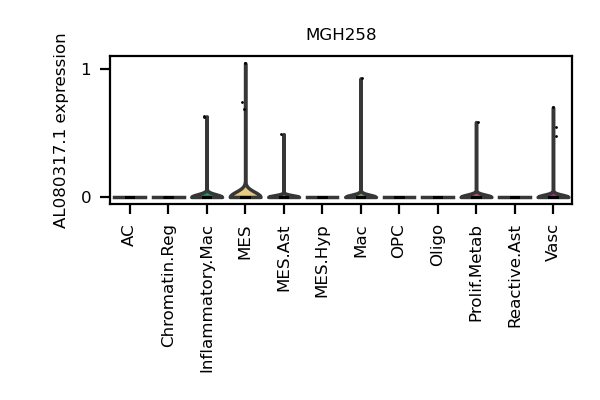 MGH258
AL080317.1 expression
1
0
AC
Chromatin.Reg
Inflammatory.Mac
MES
MES.Ast
MES.Hyp
Mac
OPC
Oligo
Prolif.Metab
Reactive.Ast
Vasc